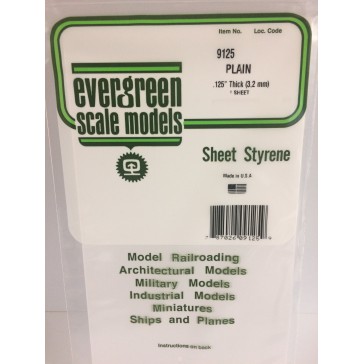 Item No. Loc. Code
9125
PLAIN
.125" Thick (3.2 mm)
SHEET
evergreen
scale models
Sheet Styrene
Made in U.S.A
Model Railroading
Architectural Models
Military Models
Industrial Models
Miniatures
Ships and Planes
Instructions on back